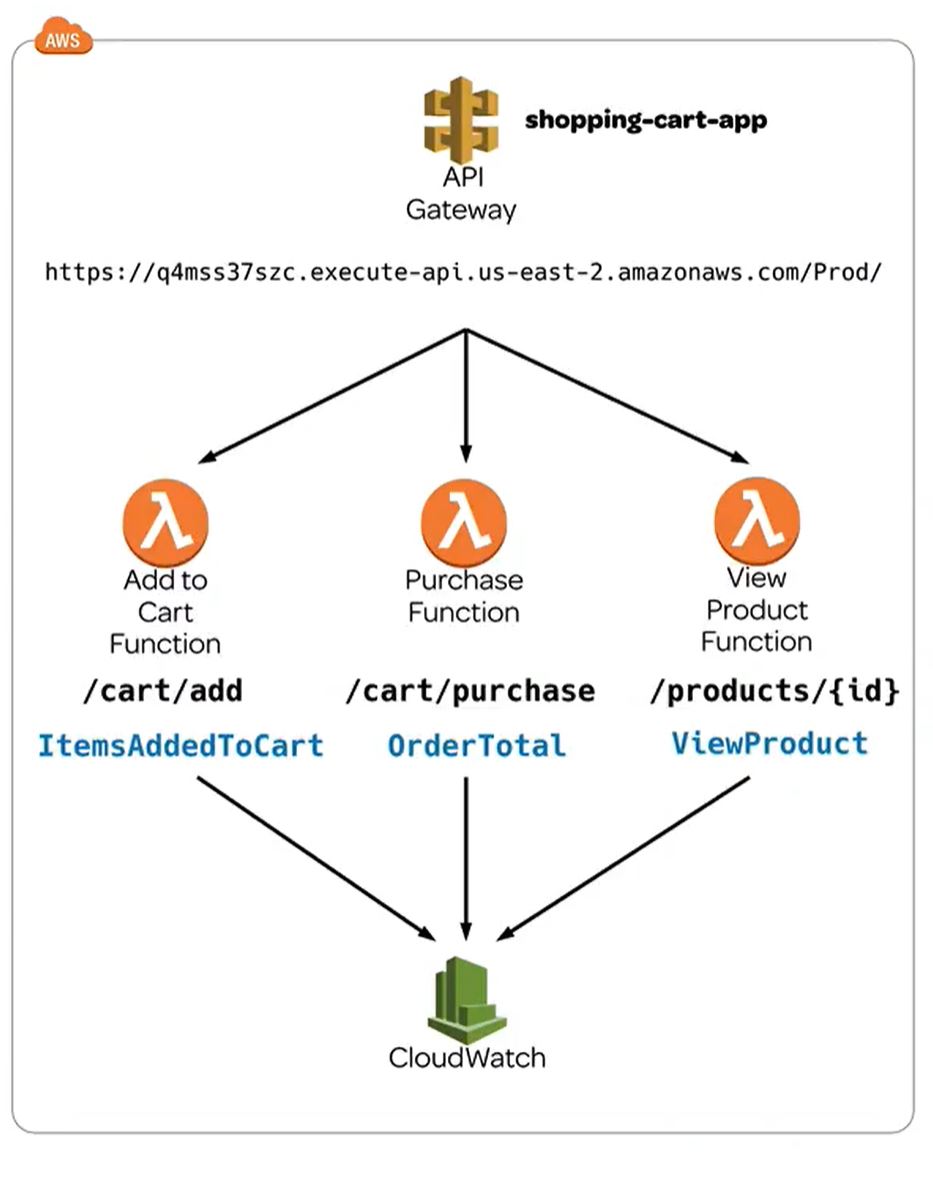 AWS
shopping-cart-app
API
Gateway
https://q4mss37szc.execute-api.us-east-2.amazonaws.com/Prod/
Add to
Cart
Function
Purchase
Function
View
Product
Function
/cart/add
/cart/purchase
/products/{id}
ItemsAddedToCart
OrderTotal
ViewProduct
CloudWatch